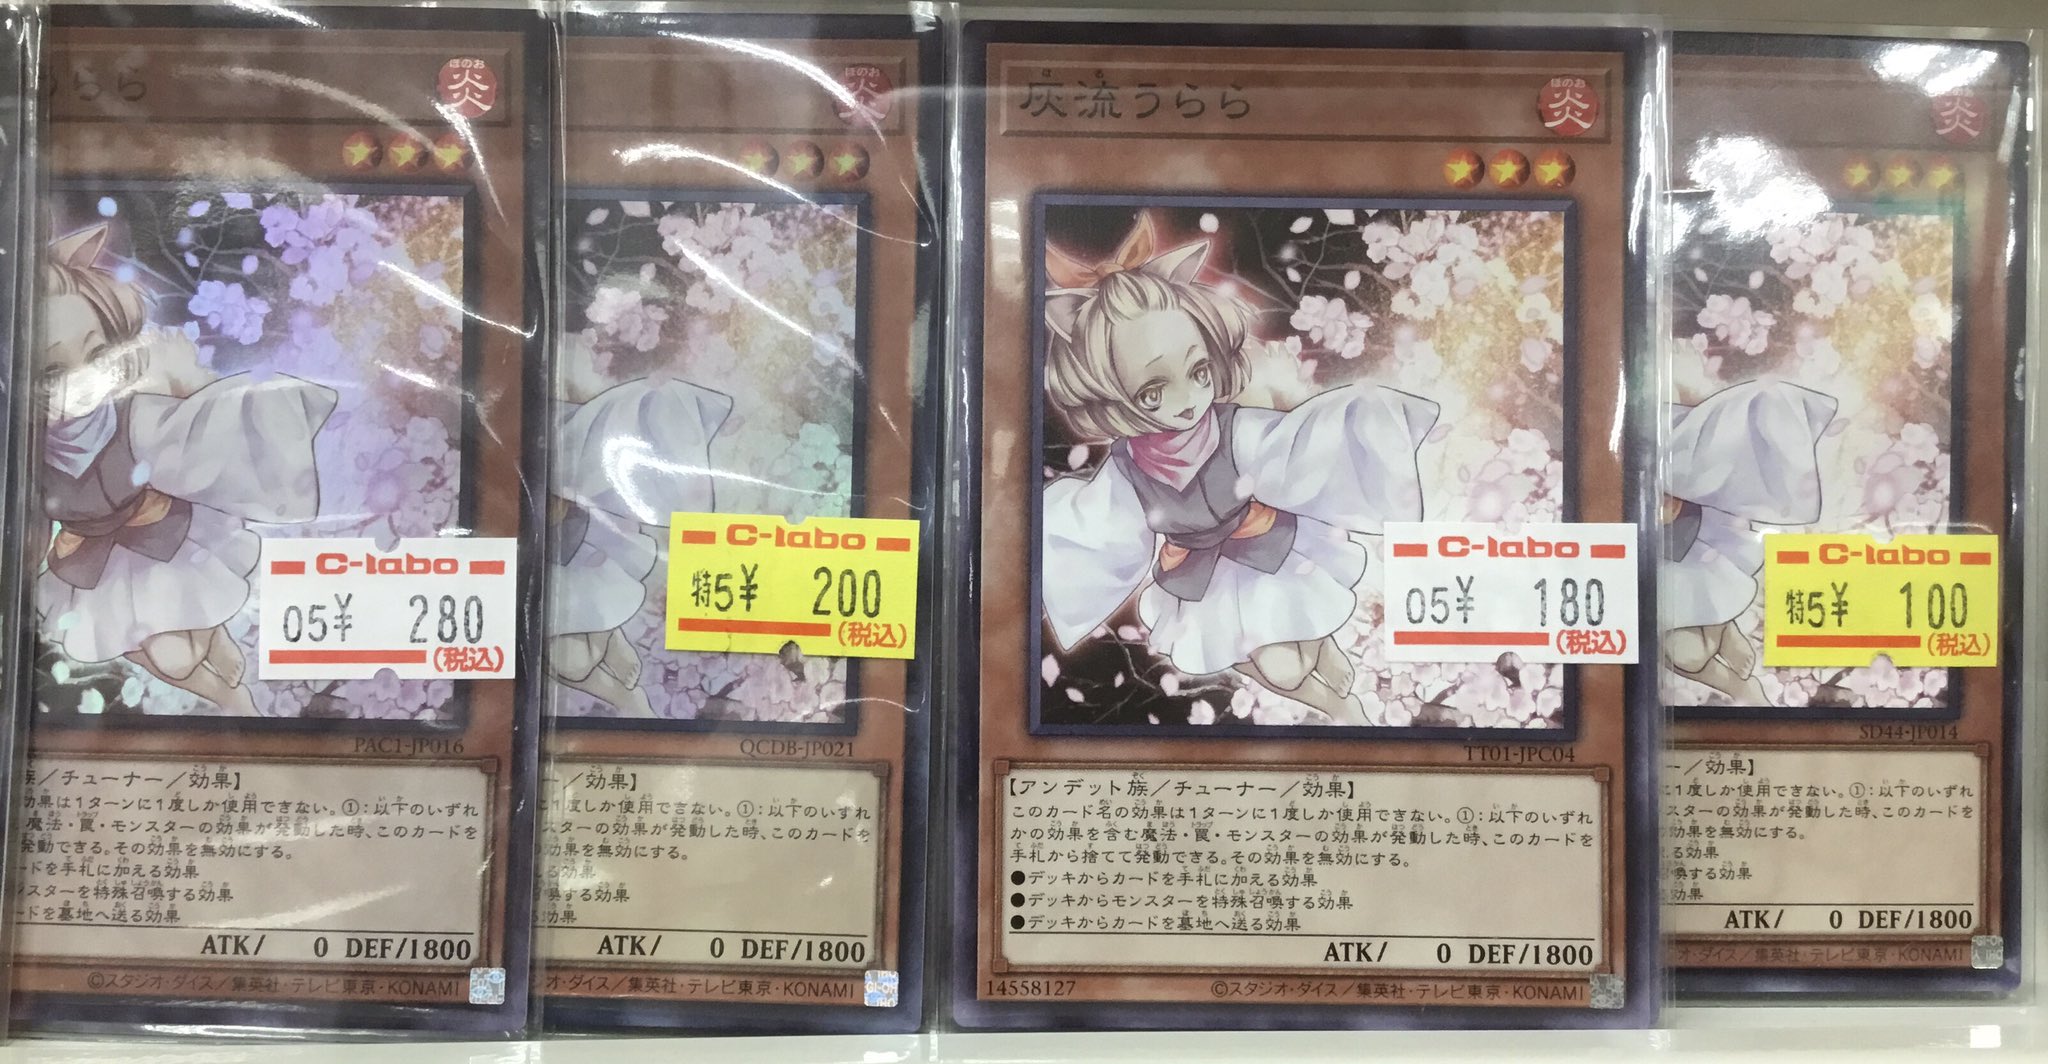 うらら
炎
C-labo
05¥ 280
(税込)
PAC1-JP016
族／チューナー／効果】
効果は1ターンに1度しか使用できない。①：以下のいずれ
魔法・罠・モンスターの効果が発動した時、このカードを
発動できる。その効果を無効にする。
ードを手札に加える効果
ンスターを特殊召喚する効果
ードを墓地へ送る効果
ATK/ 0 DEF/1800
©スタジオ・ダイス／集英社・テレビ東京・KONAMI
炎
C-labo
特5¥ 200
(税込)
QCDB-JP021
ー／効果】
に1度しか使用できない。①：以下のいずれ
スターの効果が発動した時、このカードを
効果を無効にする。
る効果
喚する効果
る効果
ATK/ 0 DEF/1800
オ・ダイス／集英社・テレビ東京・KONAMI
灰流うらら
炎
C-labo
05¥ 180
(税込)
TT01-JPC04
【アンデット族／チューナー／効果】
このカード名の効果は1ターンに1度しか使用できない。①：以下のいずれ
かの効果を含む魔法・罠・モンスターの効果が発動した時、このカードを
手札から捨てて発動できる。その効果を無効にする。
●デッキからカードを手札に加える効果
●デッキからモンスターを特殊召喚する効果
●デッキからカードを墓地へ送る効果
ATK/ 0 DEF/1800
14558127
©スタジオ・ダイス／集英社・テレビ東京・KONAMI
炎
C-labo
特5¥ 100
(税込)
SD44-JP014
ー／効果】
しか使用できない。①：以下のいずれ
の効果が発動した時、このカードを
を無効にする。
る効果
喚する効果
効果
ATK/ 0 DEF/1800
ダイス／集英社・テレビ東京・KONAMI